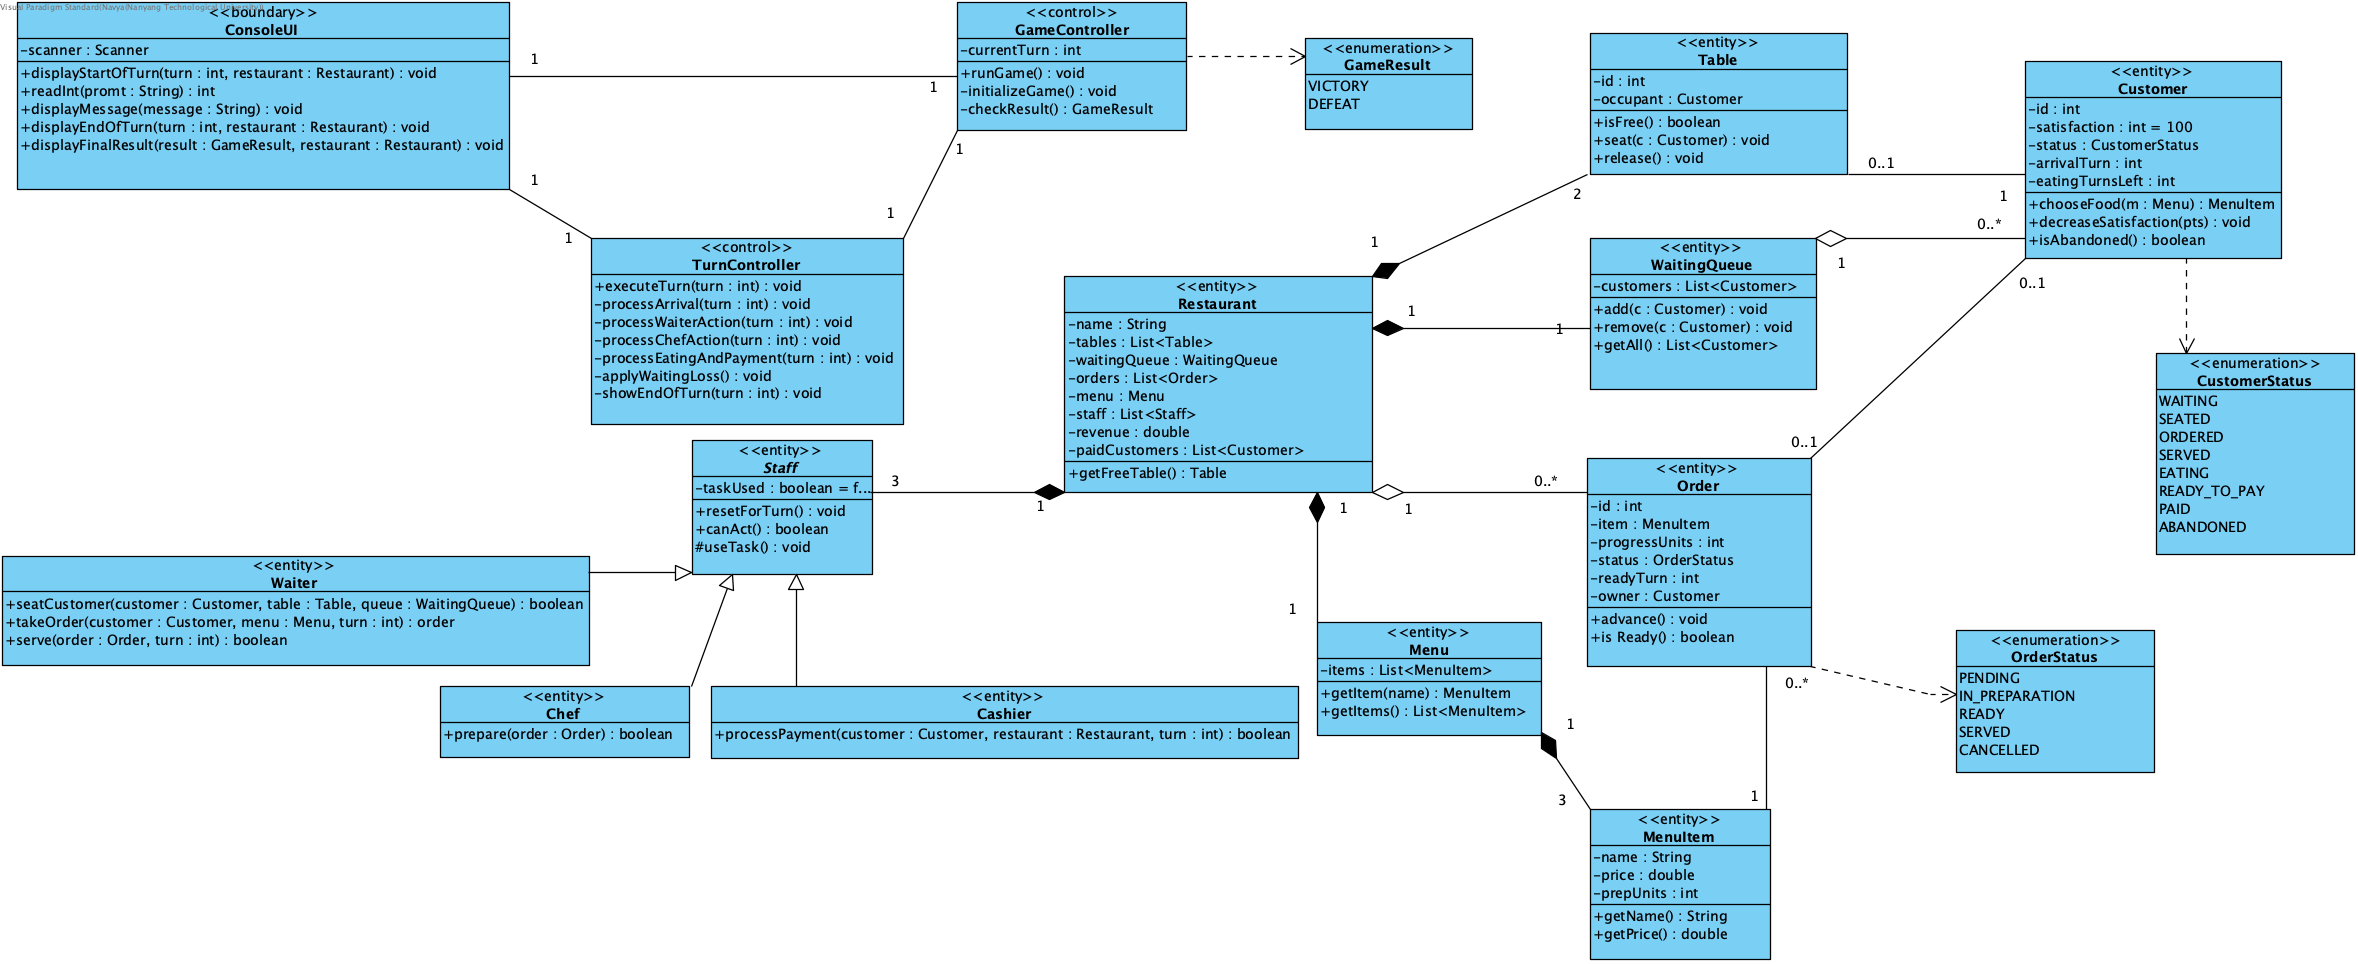 Visual Paradigm Standard(Navya(Nanyang Technological University))
<<boundary>>
ConsoleUI
-scanner : Scanner
+displayStartOfTurn(turn : int, restaurant : Restaurant) : void
+readInt(promt : String) : int
+displayMessage(message : String) : void
+displayEndOfTurn(turn : int, restaurant : Restaurant) : void
+displayFinalResult(result : GameResult, restaurant : Restaurant) : void
1
1
1
1
<<control>>
GameController
-currentTurn : int
+runGame() : void
-initializeGame() : void
-checkResult() : GameResult
1
1
<<enumeration>>
GameResult
VICTORY
DEFEAT
<<control>>
TurnController
+executeTurn(turn : int) : void
-processArrival(turn : int) : void
-processWaiterAction(turn : int) : void
-processChefAction(turn : int) : void
-processEatingAndPayment(turn : int) : void
-applyWaitingLoss() : void
-showEndOfTurn(turn : int) : void
<<entity>>
Table
-id : int
-occupant : Customer
+isFree() : boolean
+seat(c : Customer) : void
+release() : void
0..1
1
2
1
<<entity>>
Customer
-id : int
-satisfaction : int = 100
-status : CustomerStatus
-arrivalTurn : int
-eatingTurnsLeft : int
+chooseFood(m : Menu) : MenuItem
+decreaseSatisfaction(pts) : void
+isAbandoned() : boolean
<<entity>>
WaitingQueue
-customers : List<Customer>
+add(c : Customer) : void
+remove(c : Customer) : void
+getAll() : List<Customer>
0..*
1
1
1
0..1
0..1
<<enumeration>>
CustomerStatus
WAITING
SEATED
ORDERED
SERVED
EATING
READY_TO_PAY
PAID
ABANDONED
<<entity>>
Restaurant
-name : String
-tables : List<Table>
-waitingQueue : WaitingQueue
-orders : List<Order>
-menu : Menu
-staff : List<Staff>
-revenue : double
-paidCustomers : List<Customer>
+getFreeTable() : Table
<<entity>>
Staff
-taskUsed : boolean = f...
+resetForTurn() : void
+canAct() : boolean
#useTask() : void
3
1
1
1
1
0..*
<<entity>>
Waiter
+seatCustomer(customer : Customer, table : Table, queue : WaitingQueue) : boolean
+takeOrder(customer : Customer, menu : Menu, turn : int) : order
+serve(order : Order, turn : int) : boolean
<<entity>>
Chef
+prepare(order : Order) : boolean
<<entity>>
Cashier
+processPayment(customer : Customer, restaurant : Restaurant, turn : int) : boolean
<<entity>>
Order
-id : int
-item : MenuItem
-progressUnits : int
-status : OrderStatus
-readyTurn : int
-owner : Customer
+advance() : void
+is Ready() : boolean
0..*
1
<<enumeration>>
OrderStatus
PENDING
IN_PREPARATION
READY
SERVED
CANCELLED
<<entity>>
Menu
-items : List<MenuItem>
+getItem(name) : MenuItem
+getItems() : List<MenuItem>
1
3
<<entity>>
MenuItem
-name : String
-price : double
-prepUnits : int
+getName() : String
+getPrice() : double